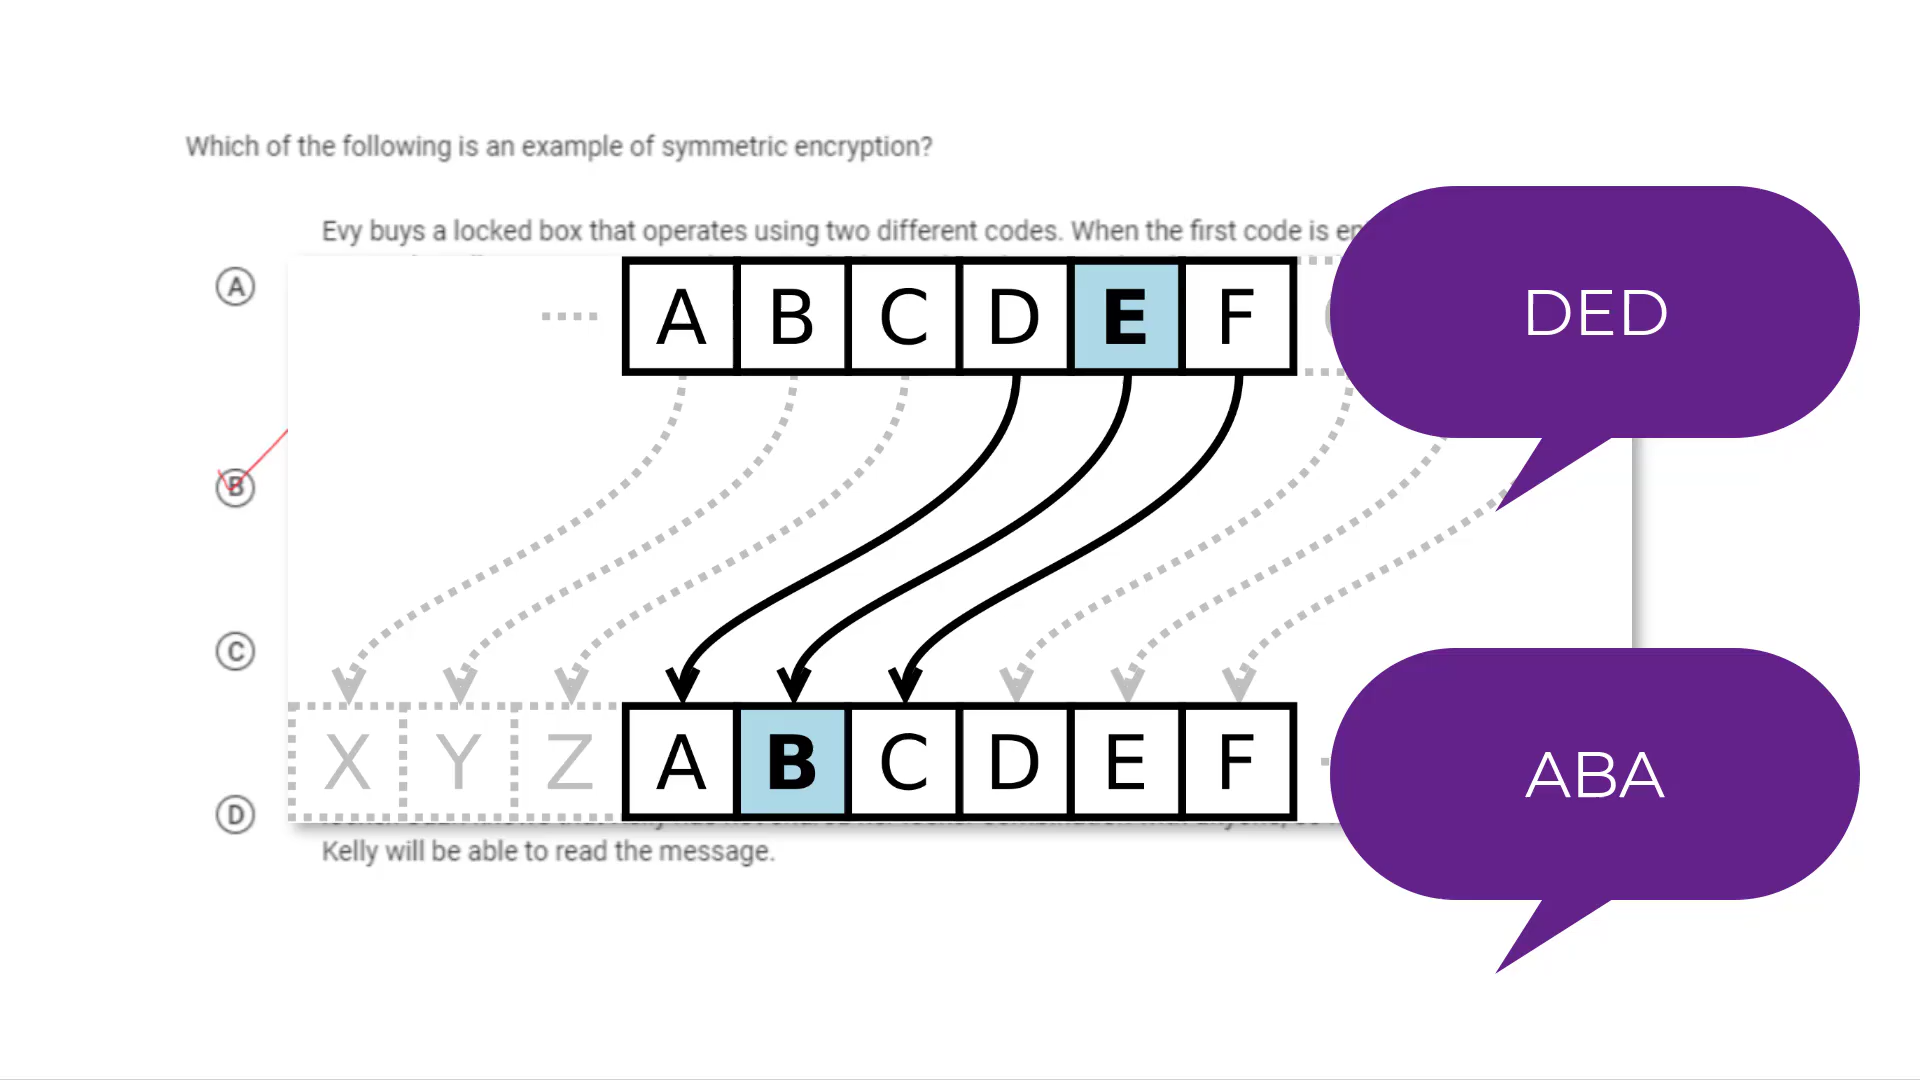 Which of the following is an example of symmetric encryption?
Evy buys a locked box that operates using two different codes. When the first code is
A
A B C D E F
DED
B
C
X Y Z A B C D E F
ABA
D
Kelly will be able to read the message.